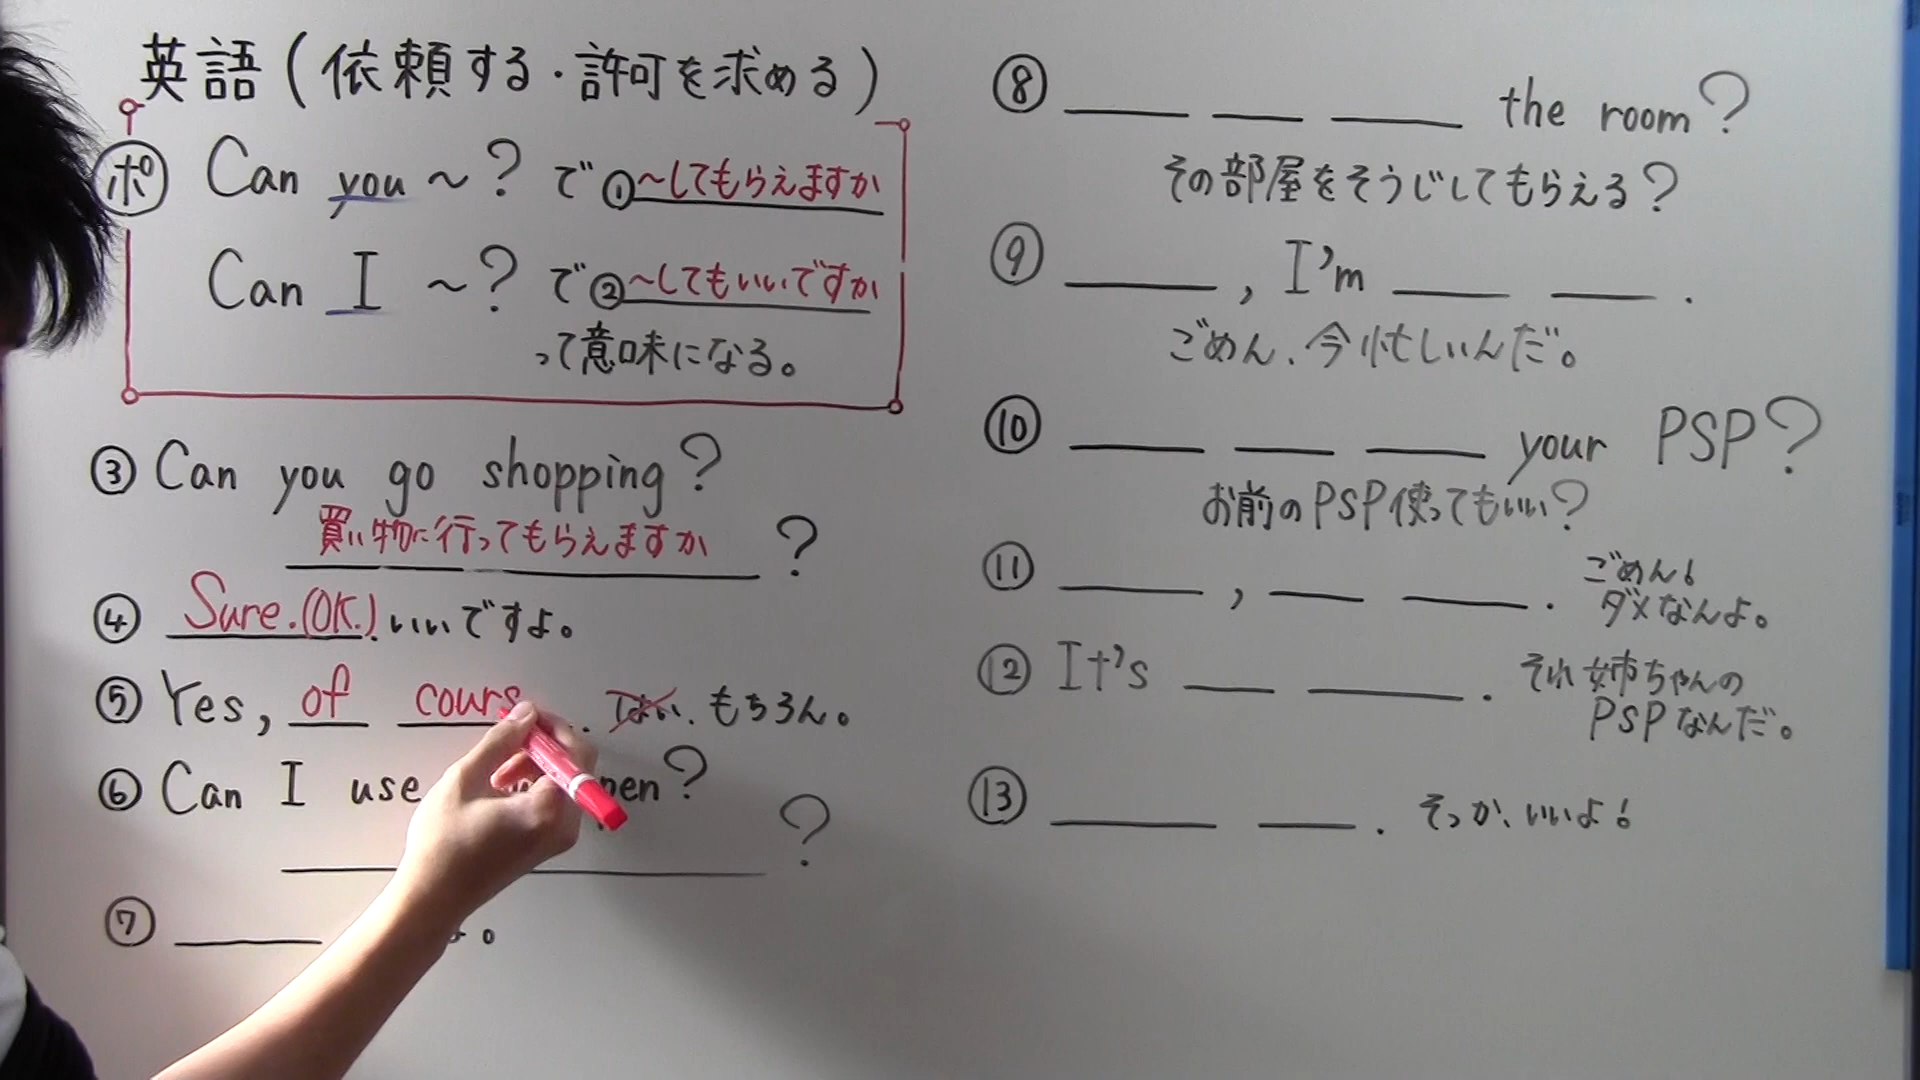 英語(依頼する・許可を求める)
ポ Can you ~? で ①~してもらえますか
Can I ~? で ②~してもいいですか
って意味になる。
③ Can you go shopping?
買い物に行ってもらえますか?
④ Sure.(OK.). いいですよ。
⑤ Yes, of cours . はい、もちろん。
⑥ Can I use pen?
?
⑦ 。
⑧ the room?
その部屋をそうじしてもらえる?
⑨ , I'm .
ごめん、今忙しいんだ。
⑩ your PSP?
お前のPSP使ってもいい?
⑪ , . ごめん!
ダメなんよ。
⑫ It's . それ姉ちゃんの
PSPなんだ。
⑬ . そっか、いいよ!